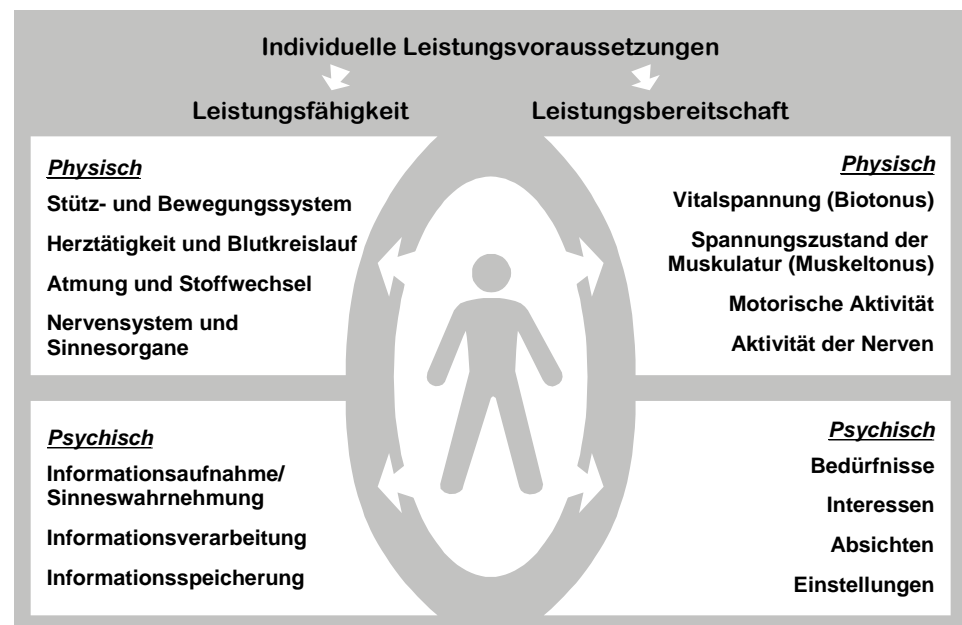 Individuelle Leistungsvoraussetzungen
Leistungsfähigkeit
Leistungsbereitschaft
Physisch
Stütz- und Bewegungssystem
Herztätigkeit und Blutkreislauf
Atmung und Stoffwechsel
Nervensystem und
Sinnesorgane
Physisch
Vitalspannung (Biotonus)
Spannungszustand der
Muskulatur (Muskeltonus)
Motorische Aktivität
Aktivität der Nerven
Psychisch
Informationsaufnahme/
Sinneswahrnehmung
Informationsverarbeitung
Informationsspeicherung
Psychisch
Bedürfnisse
Interessen
Absichten
Einstellungen